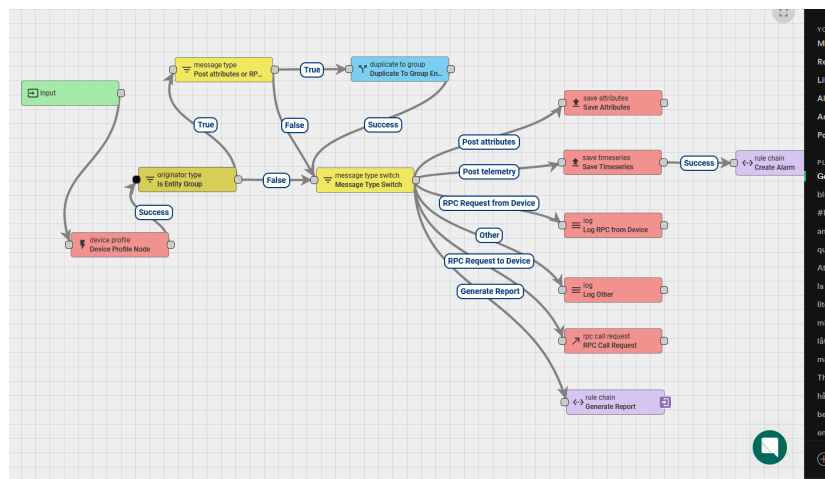 message type
Post attributes or RP...
True
duplicate to group
Duplicate To Group En...
Input
True
False
Success
save attributes
Save Attributes
Post attributes
originator type
Is Entity Group
False
message type switch
Message Type Switch
Post telemetry
save timeseries
Save Timeseries
Success
rule chain
Create Alarm
Success
RPC Request from Device
log
Log RPC from Device
device profile
Device Profile Node
Other
RPC Request to Device
Generate Report
log
Log Other
rpc call request
RPC Call Request
rule chain
Generate Report